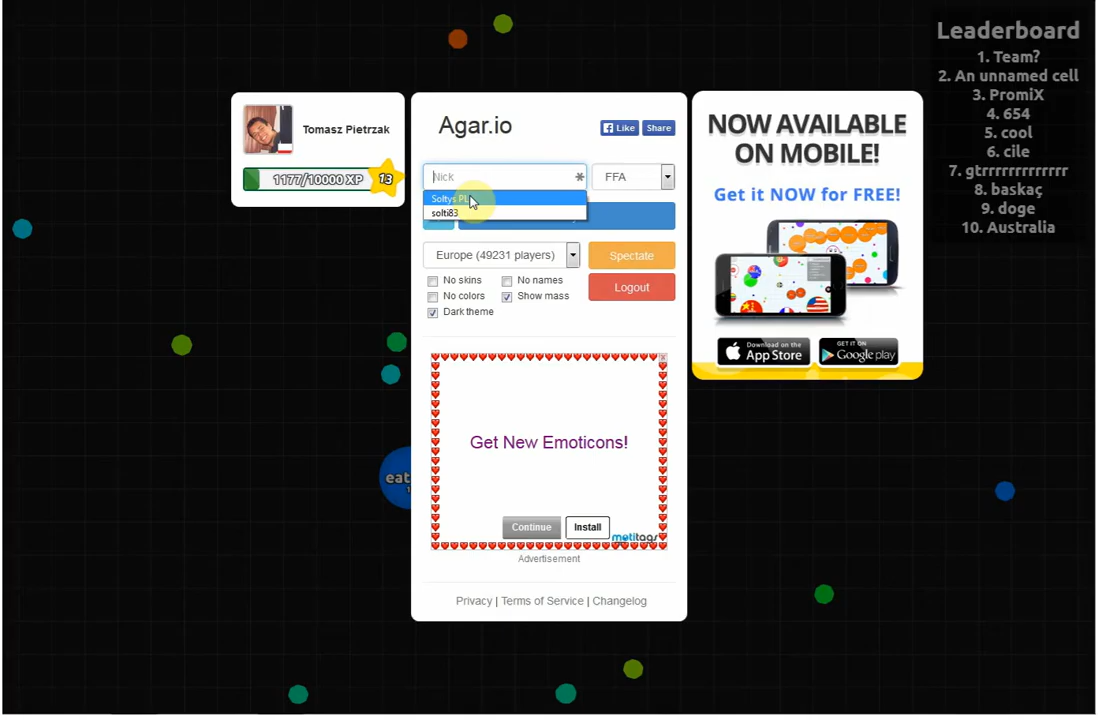 Leaderboard
1. Team?
2. An unnamed cell
3. PromiX
4. 654
5. cool
6. cile
7. gtrrrrrrrrrrrrr
8. baskaç
9. doge
10. Australia
Tomasz Pietrzak
1177/10000 XP
13
Agar.io
Like
Share
Nick
FFA
Soltys PL
solti83
Europe (49231 players)
Spectate
No skins
No names
No colors
Show mass
Logout
Dark theme
Get New Emoticons!
Continue
Install
metitags
Advertisement
Privacy | Terms of Service | Changelog
NOW AVAILABLE
ON MOBILE!
Get it NOW for FREE!
Download on the
App Store
GET IT ON
Google play
eat